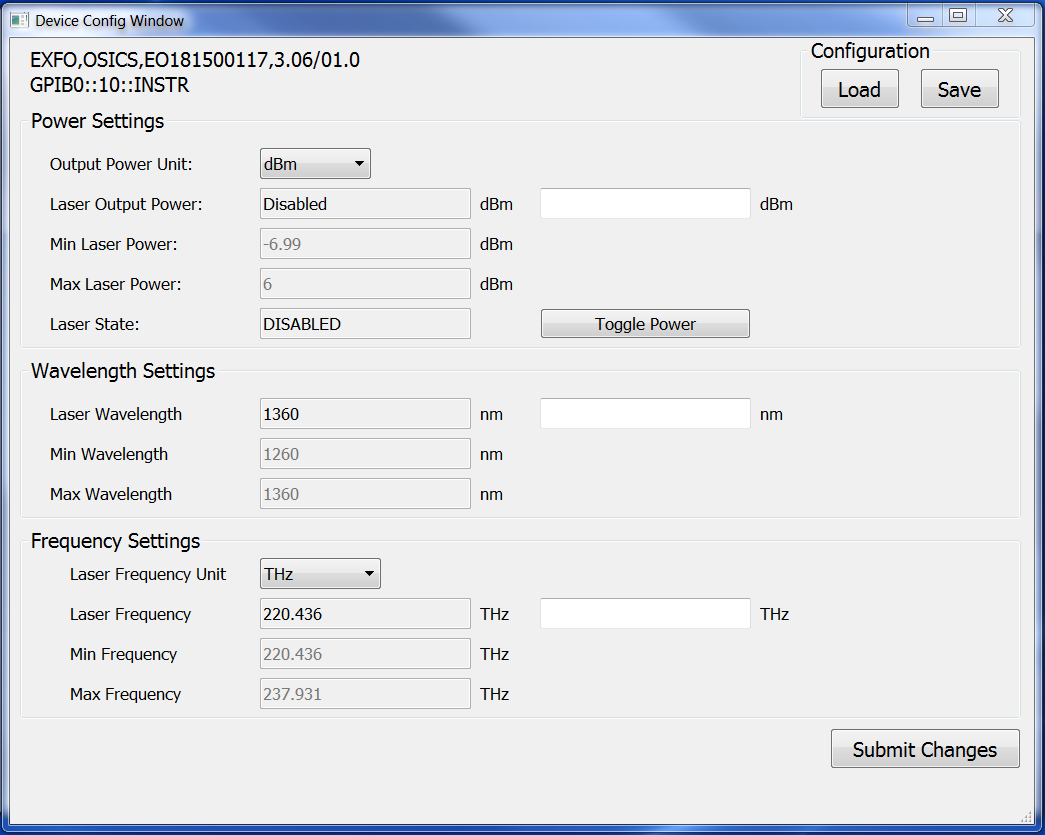 Device Config Window
EXFO,OSICS,EO181500117,3.06/01.0
GPIB0::10::INSTR
Configuration
Load Save
Power Settings
Output Power Unit: dBm
Laser Output Power: Disabled dBm dBm
Min Laser Power: -6.99 dBm
Max Laser Power: 6 dBm
Laser State: DISABLED Toggle Power
Wavelength Settings
Laser Wavelength 1360 nm nm
Min Wavelength 1260 nm
Max Wavelength 1360 nm
Frequency Settings
Laser Frequency Unit THz
Laser Frequency 220.436 THz THz
Min Frequency 220.436 THz
Max Frequency 237.931 THz
Submit Changes